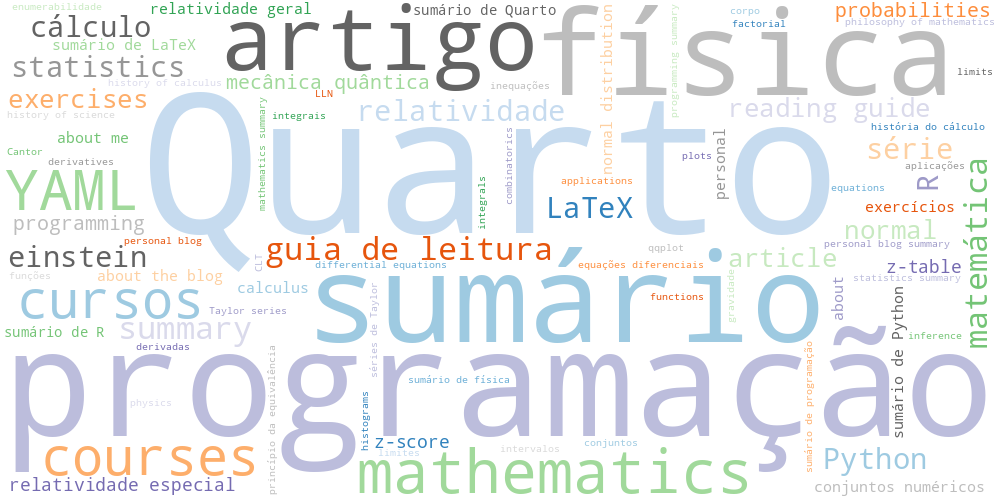 enumerabilidade
relatividade geral
sumário de Quarto
corpo
probabilities
cálculo
artigo
física
factorial
philosophy of mathematics
sumário de LaTeX
statistics
history of calculus
mecânica quântica
inequações
normal distribution
programming summary
limits
exercises
LLN
history of science
integrais
relatividade
reading guide
história do cálculo
about me
mathematics summary
Quarto
combinatorics
plots
personal
série
Cantor
derivatives
aplicações
YAML
integrals
applications
equations
R
LaTeX
exercícios
matemática
programming
personal blog
guia de leitura
qqplot
normal
personal blog summary
einstein
CLT
differential equations
equações diferenciais
article
z-table
funções
about the blog
calculus
séries de Taylor
sumário
functions
gravidade
about
statistics summary
cursos
Taylor series
sumário de Python
sumário de R
summary
inference
derivadas
princípio da equivalência
programação
sumário de física
sumário de programação
physics
histograms
courses
z-score
limites
intervalos
conjuntos
mathematics
Python
relatividade especial
conjuntos numéricos